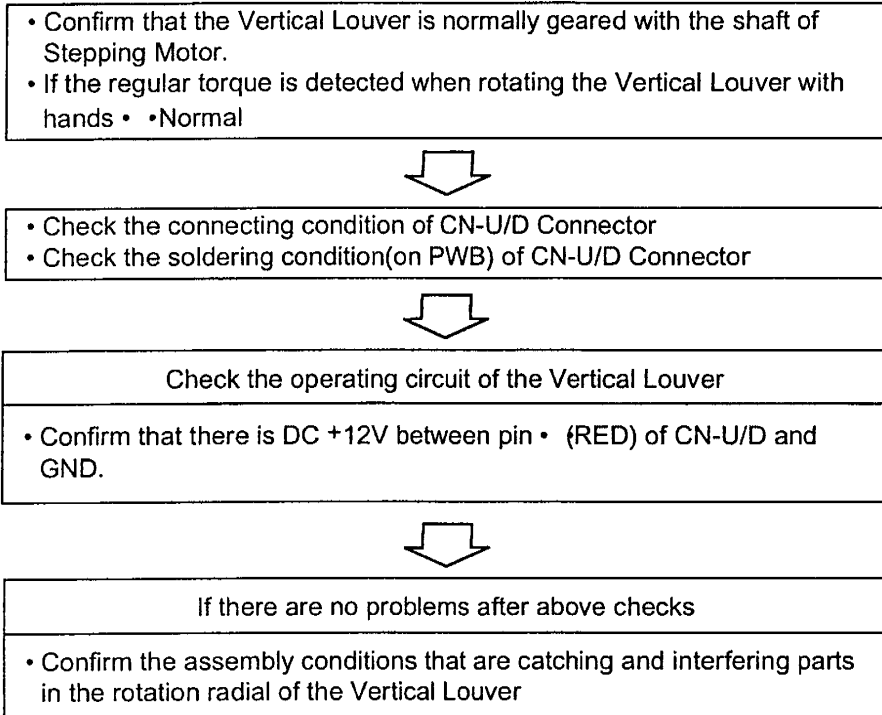 • Confirm that the Vertical Louver is normally geared with the shaft of
Stepping Motor.
• If the regular torque is detected when rotating the Vertical Louver with
hands • •Normal
• Check the connecting condition of CN-U/D Connector
• Check the soldering condition(on PWB) of CN-U/D Connector
Check the operating circuit of the Vertical Louver
• Confirm that there is DC +12V between pin • (RED) of CN-U/D and
GND.
If there are no problems after above checks
• Confirm the assembly conditions that are catching and interfering parts
in the rotation radial of the Vertical Louver